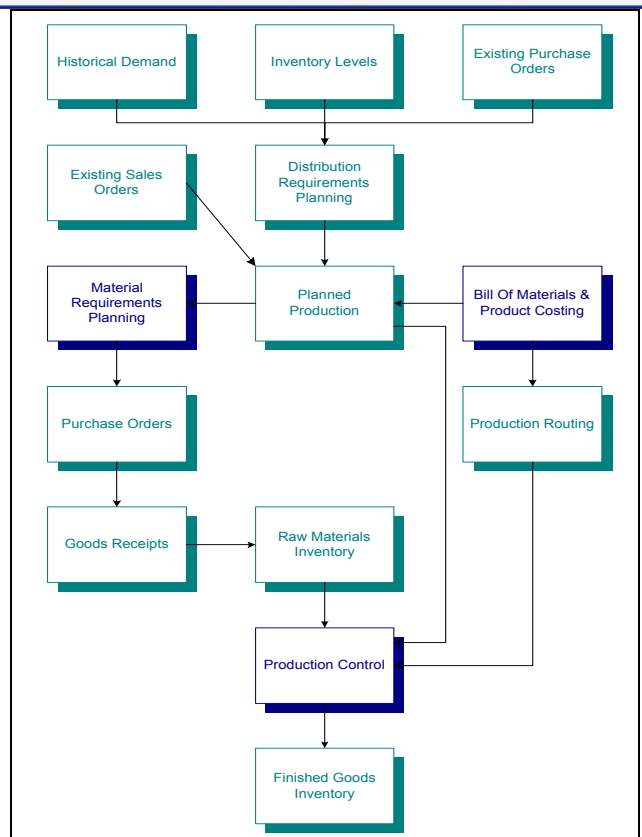 Historical Demand
Inventory Levels
Existing Purchase
Orders
Existing Sales
Orders
Distribution
Requirements
Planning
Material
Requirements
Planning
Planned
Production
Bill Of Materials &
Product Costing
Purchase Orders
Production Routing
Goods Receipts
Raw Materials
Inventory
Production Control
Finished Goods
Inventory